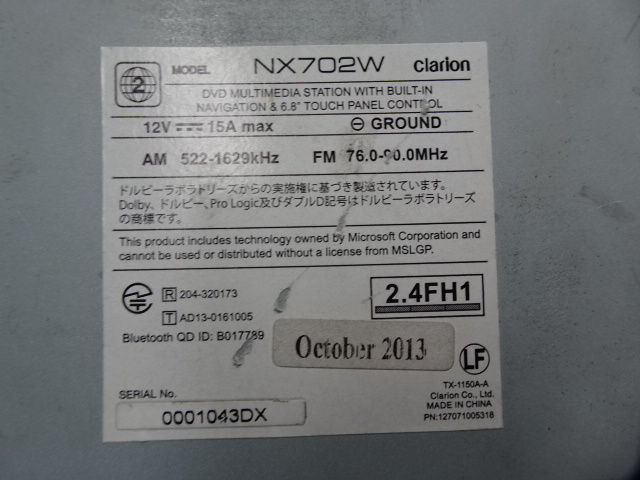 2 MODEL NX702W clarion
DVD MULTIMEDIA STATION WITH BUILT-IN
NAVIGATION & 6.8" TOUCH PANEL CONTROL
12V 15A max ⊖ GROUND
AM 522-1629kHz FM 76.0-90.0MHz
ドルビーラボラトリーズからの実施権に基づき製造されています。
Dolby、ドルビー、Pro Logic及びダブルD記号はドルビーラボラトリーズ
の商標です。
This product includes technology owned by Microsoft Corporation and
cannot be used or distributed without a license from MSLGP.
R 204-320173
T AD13-0161005
2.4FH1
Bluetooth QD ID: B017789
October 2013
LF
SERIAL No.
0001043DX
TX-1150A-A
Clarion Co., Ltd.
MADE IN CHINA
PN:127071005318